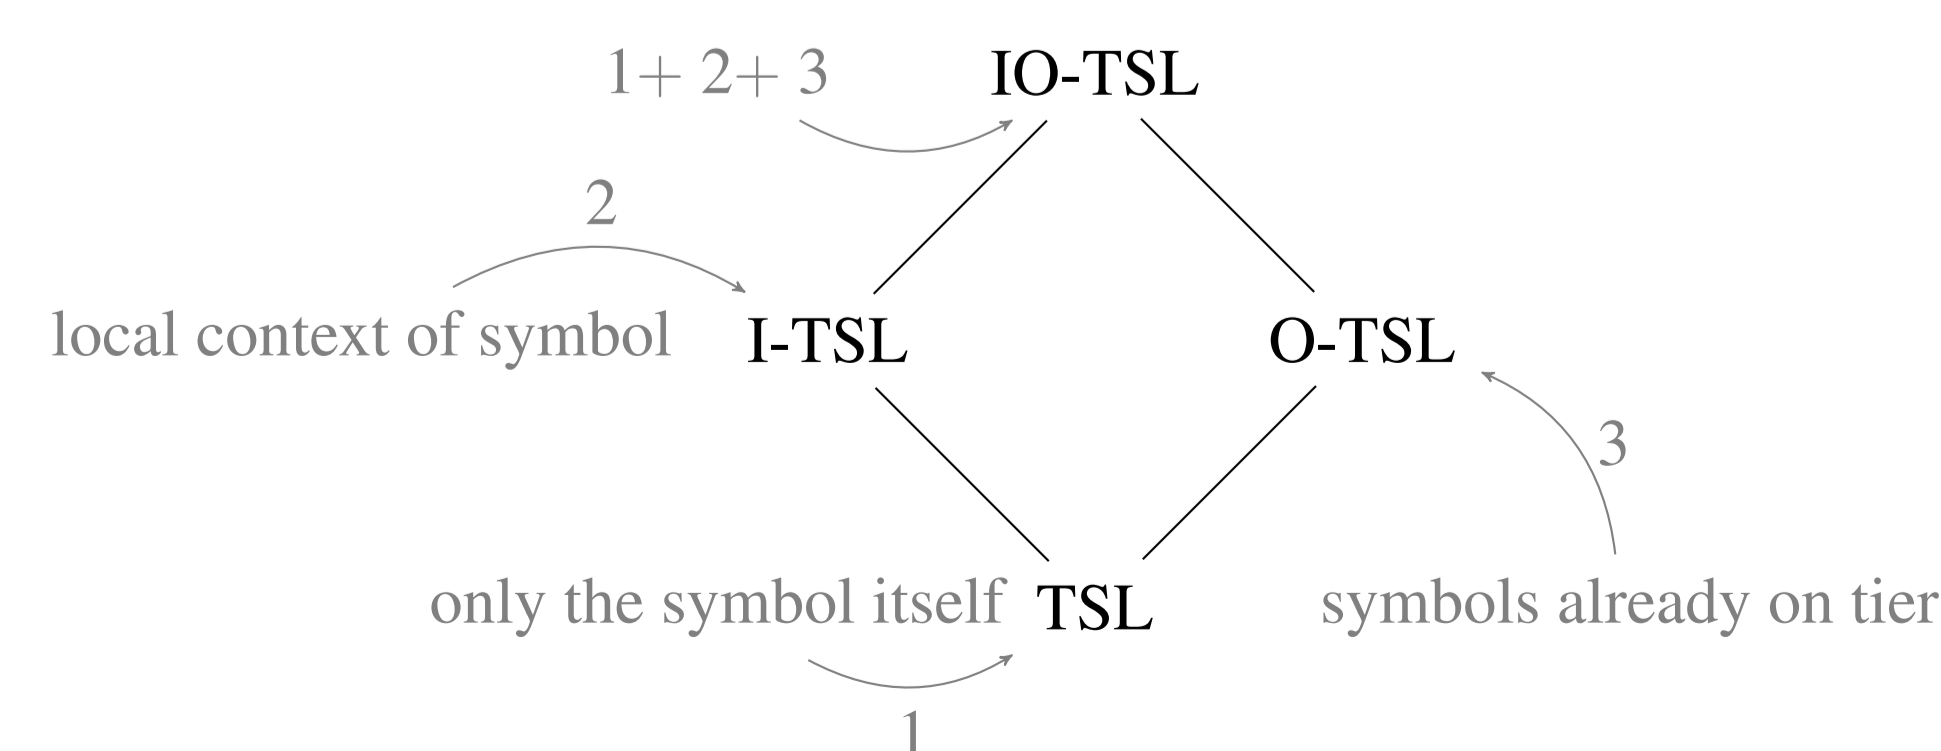 1+ 2+ 3 IO-TSL
2
local context of symbol I-TSL O-TSL
3
only the symbol itself TSL symbols already on tier
1